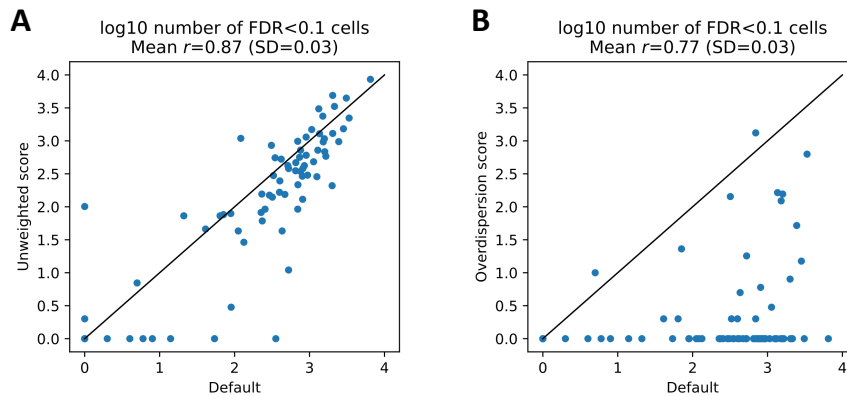 A
log10 number of FDR<0.1 cells
Mean r=0.87 (SD=0.03)
Unweighted score
4.0
3.5
3.0
2.5
2.0
1.5
1.0
0.5
0.0
0
1
2
3
4
Default
B
log10 number of FDR<0.1 cells
Mean r=0.77 (SD=0.03)
Overdispersion score
4.0
3.5
3.0
2.5
2.0
1.5
1.0
0.5
0.0
0
1
2
3
4
Default